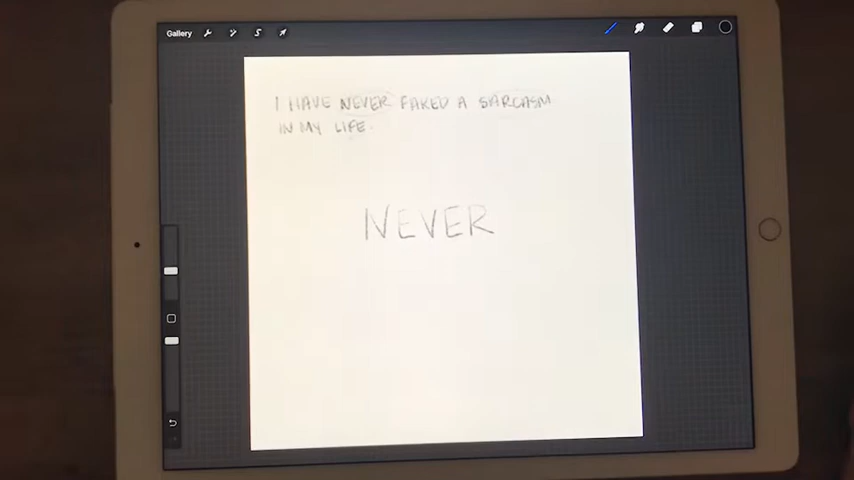 Gallery
I HAVE NEVER FAKED A SARCASM
IN MY LIFE.
NEVER